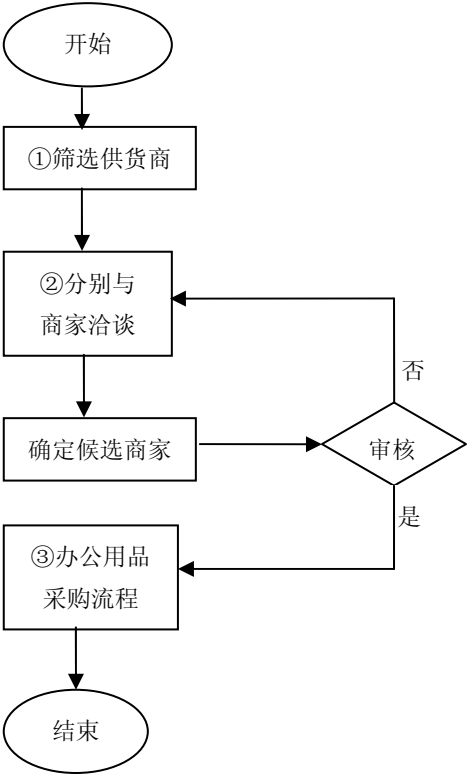 开始
①筛选供货商
②分别与
商家洽谈
否
确定候选商家
审核
是
③办公用品
采购流程
结束